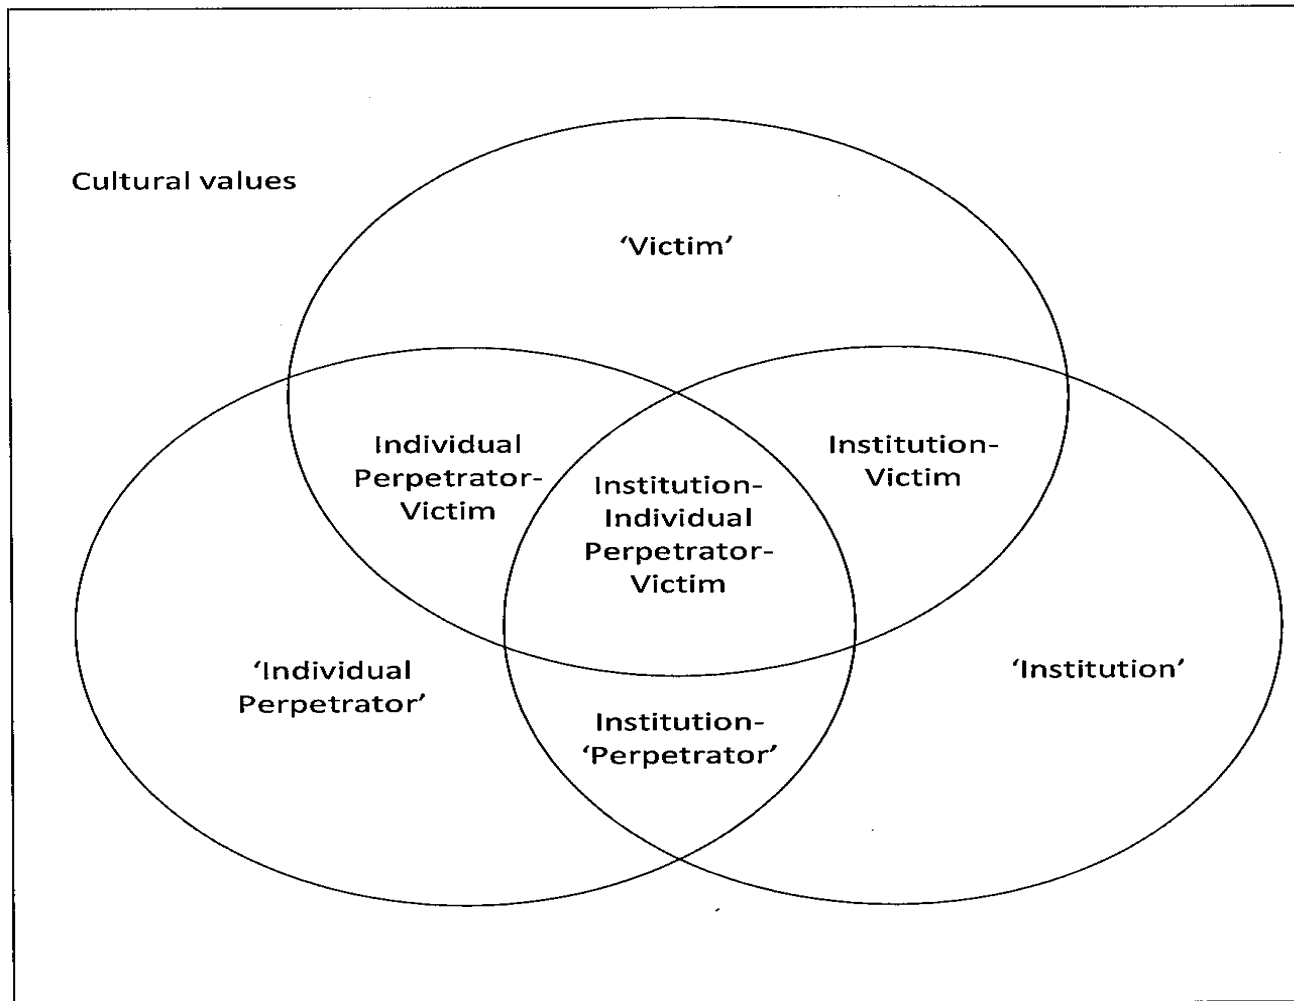 Cultural values
‘Victim’
Individual
Perpetrator-
Victim
Institution-
Individual
Perpetrator-
Victim
Institution-
Victim
‘Individual
Perpetrator’
Institution-
‘Perpetrator’
‘Institution’